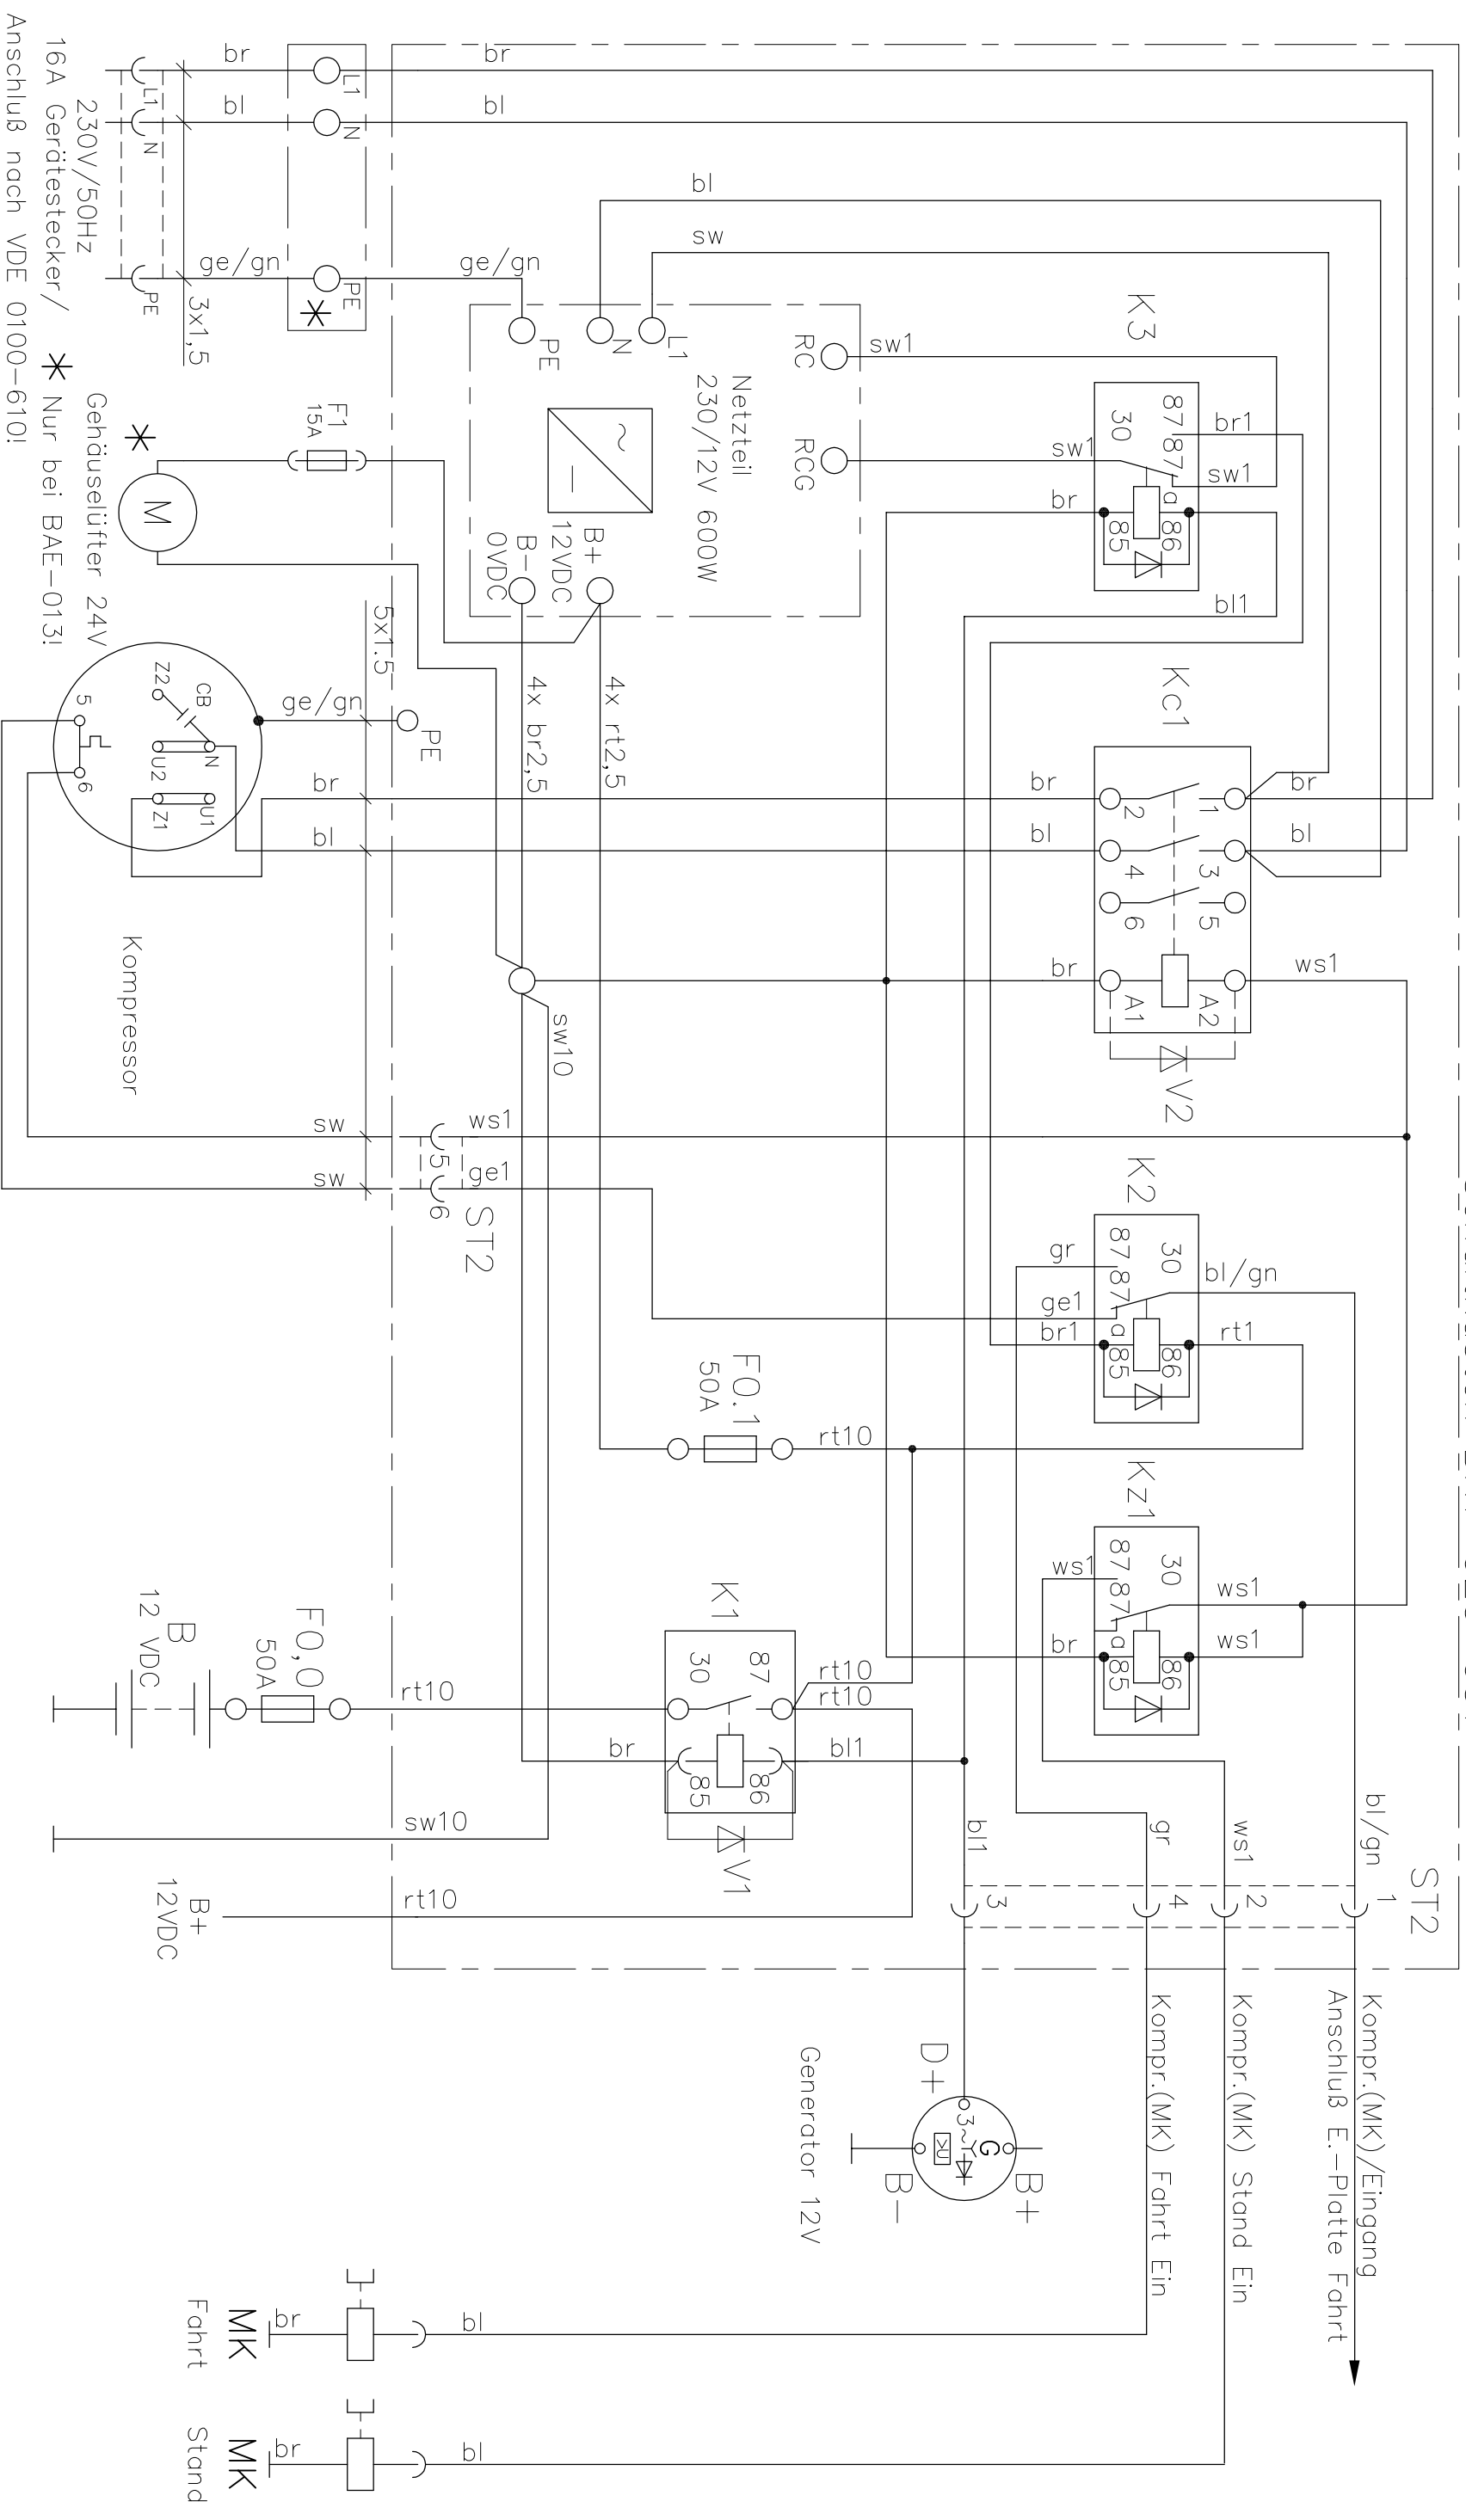 br
br
L1
bl
bl
L1
N
N
230V/50Hz
16A Gerätestecker/
Anschluß nach VDE 0100-610!
bl
sw
ge/gn
ge/gn
PE
PE
3x1,5
*
* Nur bei BAE-013!
K3
RC
sw1
L1
N
PE
Netzteil
230/12V 600W
87
87
a
30
br1
sw1
sw1
br
85
86
RCG
F1
15A
~
Gehäuselüfter 24V
*
M
B+
12VDC
B-
0VDC
bl1
5x1.5
Kc1
4x rt2,5
4x br2,5
ge/gn
PE
Z2
CB
5
6
N
U2
U1
Z1
br
bl
br
bl
br
bl
1
2
3
4
5
6
Kompressor
br
ws1
A1
A2
sw10
V2
sw
ws1
5
sw
ge1
6
ST2
K2
87
87
a
30
gr
bl/gn
ge1
br1
rt1
85
86
F0.1
50A
rt10
Kz1
87
87
a
30
ws1
ws1
ws1
br
85
86
K1
87
30
rt10
rt10
F0,0
50A
B
12 VDC
rt10
br
bl1
85
86
V1
sw10
rt10
B+
12VDC
bl1
gr
ws1
bl/gn
ST2
3
4
2
1
Kompr.(MK)/Eingang
Anschluß E.-Platte Fahrt
Kompr.(MK) Stand Ein
Kompr.(MK) Fahrt Ein
D+
3~
G
B+
B-
Generator 12V
br
bl
MK
Fahrt
br
bl
MK
Stand